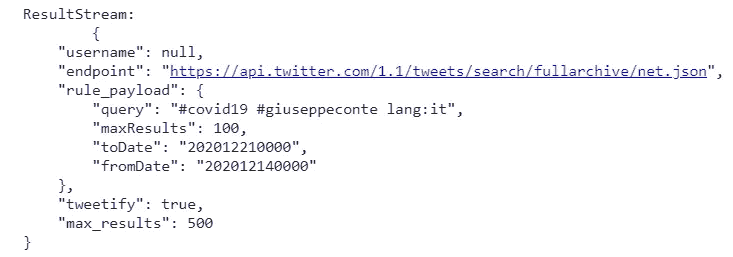 ResultStream:
{
"username": null,
"endpoint": "https://api.twitter.com/1.1/tweets/search/fullarchive/net.json",
"rule_payload": {
"query": "#covid19 #giuseppeconte lang:it",
"maxResults": 100,
"toDate": "202012210000",
"fromDate": "202012140000"
},
"tweetify": true,
"max_results": 500
}